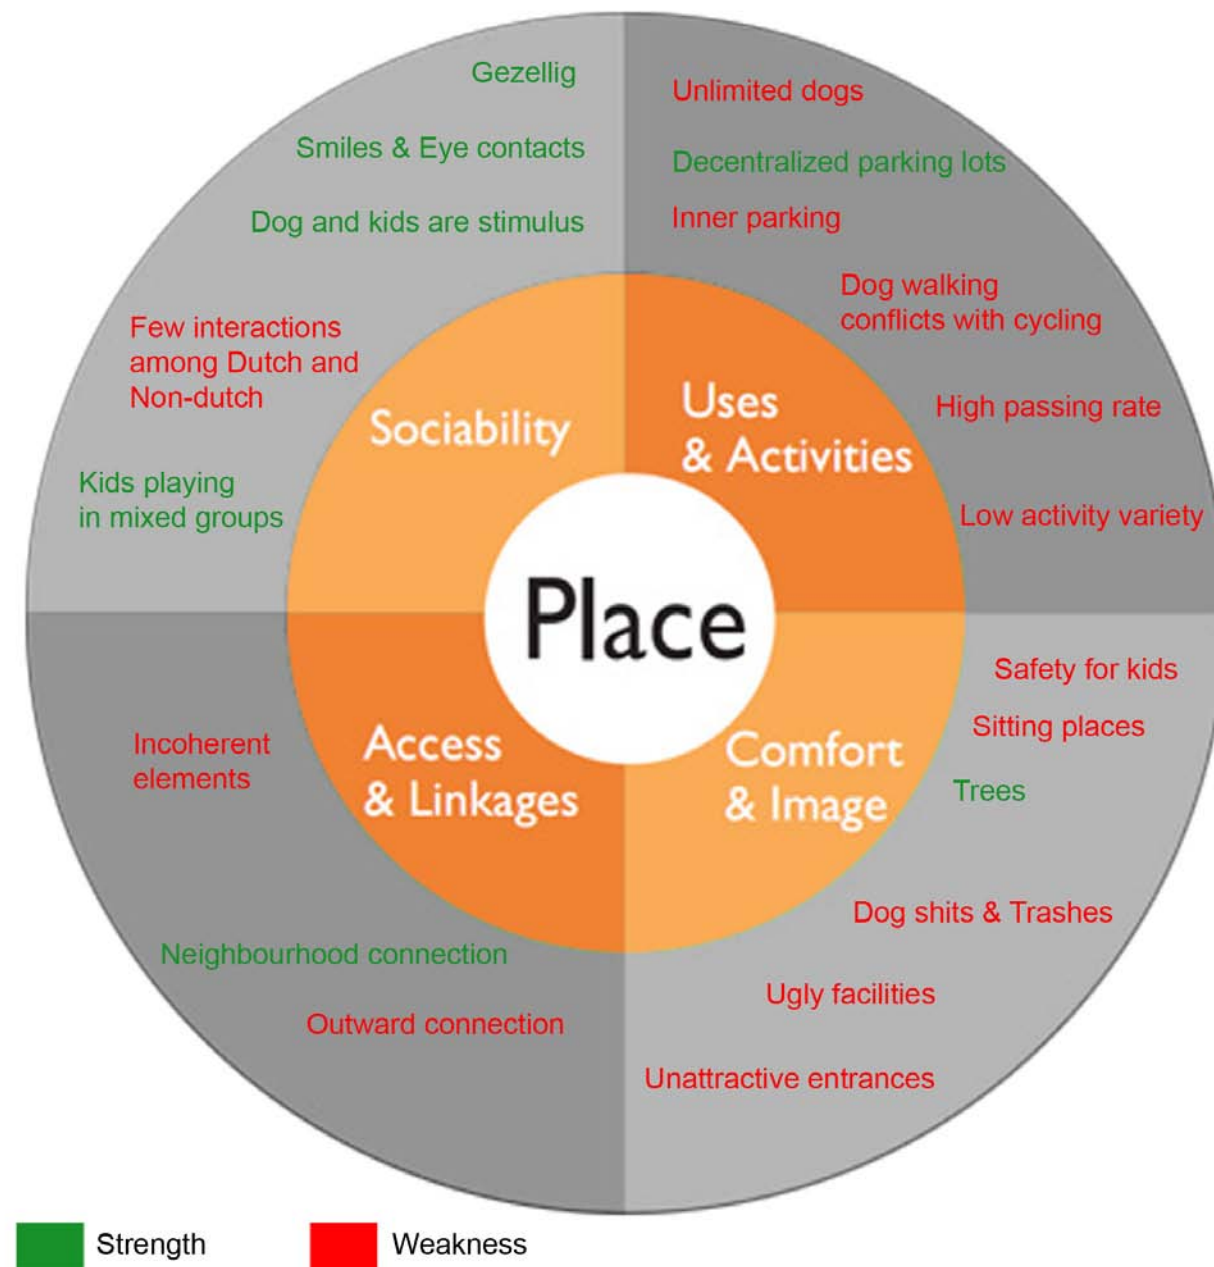 Gezellig
Smiles & Eye contacts
Dog and kids are stimulus
Few interactions
among Dutch and
Non-dutch
Kids playing
in mixed groups
Sociability
Unlimited dogs
Decentralized parking lots
Inner parking
Dog walking
conflicts with cycling
High passing rate
Low activity variety
Uses
& Activities
Place
Access
& Linkages
Incoherent
elements
Neighbourhood connection
Outward connection
Comfort
& Image
Safety for kids
Sitting places
Trees
Dog shits & Trashes
Ugly facilities
Unattractive entrances
Strength
Weakness